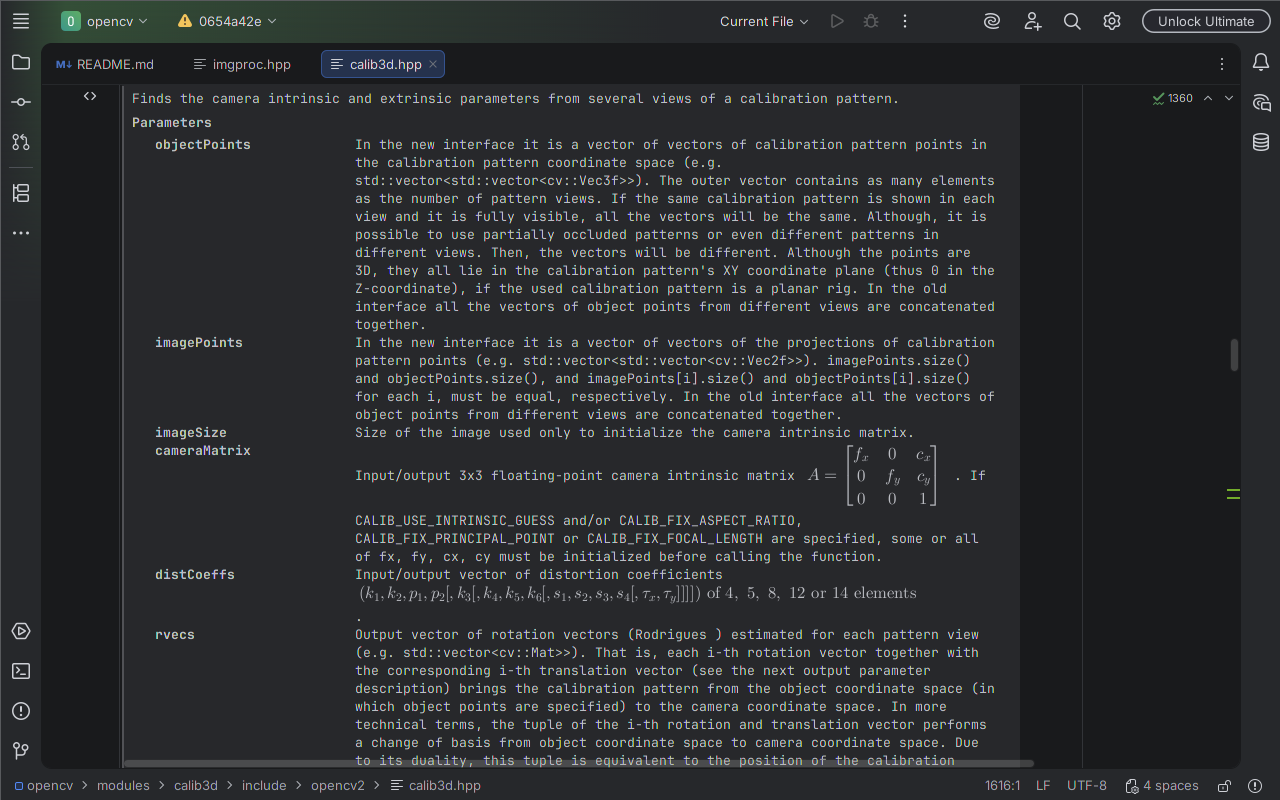 opencv
0654a42e
Current File
Unlock Ultimate
README.md
imgproc.hpp
calib3d.hpp
1360
Finds the camera intrinsic and extrinsic parameters from several views of a calibration pattern.
Parameters
objectPoints In the new interface it is a vector of vectors of calibration pattern points in
the calibration pattern coordinate space (e.g.
std::vector<std::vector<cv::Vec3f>>). The outer vector contains as many elements
as the number of pattern views. If the same calibration pattern is shown in each
view and it is fully visible, all the vectors will be the same. Although, it is
possible to use partially occluded patterns or even different patterns in
different views. Then, the vectors will be different. Although the points are
3D, they all lie in the calibration pattern's XY coordinate plane (thus 0 in the
Z-coordinate), if the used calibration pattern is a planar rig. In the old
interface all the vectors of object points from different views are concatenated
together.
imagePoints In the new interface it is a vector of vectors of the projections of calibration
pattern points (e.g. std::vector<std::vector<cv::Vec2f>>). imagePoints.size()
and objectPoints.size(), and imagePoints[i].size() and objectPoints[i].size()
for each i, must be equal, respectively. In the old interface all the vectors of
object points from different views are concatenated together.
imageSize Size of the image used only to initialize the camera intrinsic matrix.
cameraMatrix
Input/output 3x3 floating-point camera intrinsic matrix A = [f_x 0 c_x; 0 f_y c_y; 0 0 1] . If
CALIB_USE_INTRINSIC_GUESS and/or CALIB_FIX_ASPECT_RATIO,
CALIB_FIX_PRINCIPAL_POINT or CALIB_FIX_FOCAL_LENGTH are specified, some or all
of fx, fy, cx, cy must be initialized before calling the function.
distCoeffs Input/output vector of distortion coefficients
(k_1, k_2, p_1, p_2[, k_3[, k_4, k_5, k_6[, s_1, s_2, s_3, s_4[, τ_x, τ_y]]]]) of 4, 5, 8, 12 or 14 elements
.
rvecs Output vector of rotation vectors (Rodrigues ) estimated for each pattern view
(e.g. std::vector<cv::Mat>>). That is, each i-th rotation vector together with
the corresponding i-th translation vector (see the next output parameter
description) brings the calibration pattern from the object coordinate space (in
which object points are specified) to the camera coordinate space. In more
technical terms, the tuple of the i-th rotation and translation vector performs
a change of basis from object coordinate space to camera coordinate space. Due
to its duality, this tuple is equivalent to the position of the calibration
opencv > modules > calib3d > include > opencv2 > calib3d.hpp
1616:1
LF
UTF-8
4 spaces